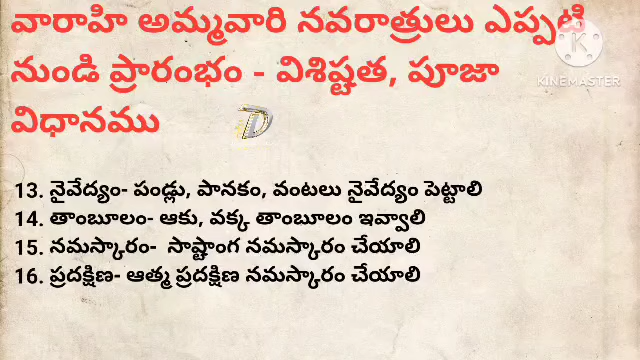 వారాహి అమ్మవారి నవరాత్రులు ఎప్పటి
నుండి ప్రారంభం - విశిష్టత, పూజా
విధానము
D
K
KINEMASTER
13. నైవేద్యం- పండ్లు, పానకం, వంటలు నైవేద్యం పెట్టాలి
14. తాంబూలం- ఆకు, వక్క తాంబూలం ఇవ్వాలి
15. నమస్కారం- సాష్టాంగ నమస్కారం చేయాలి
16. ప్రదక్షిణ- ఆత్మ ప్రదక్షిణ నమస్కారం చేయాలి